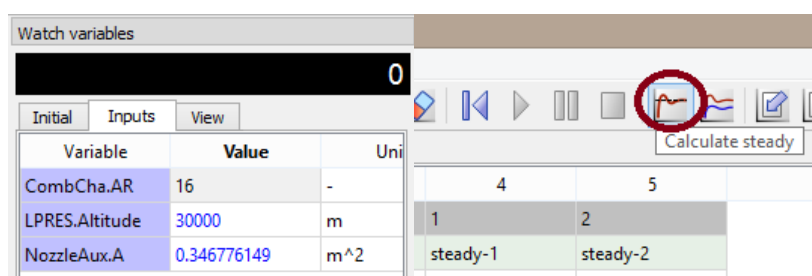 Watch variables
0
Initial Inputs View
Calculate steady
Variable Value Uni
4 5
CombCha.AR 16 -
1 2
LPRES.Altitude 30000 m
steady-1 steady-2
NozzleAux.A 0.346776149 m^2